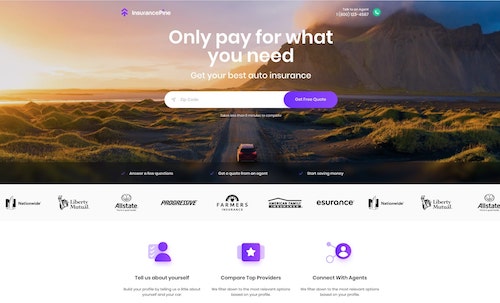 InsurancePine
Talk to an Agent
1 (800) 123-4567
Only pay for what
you need
Get your best auto insurance
Zip Code
Get Free Quote
Takes less than 5 minutes to complete
Answer a few questions
Get a quote from an agent
Start saving money
Nationwide
Liberty
Mutual
Allstate
PROGRESSIVE
FARMERS
INSURANCE
AMERICAN FAMILY
INSURANCE
esurance
Nationwide
Liberty
Mutual
Allstate
Tell us about yourself
Build your profile by telling us a little about
yourself and your car.
Compare Top Providers
We filter down to the most relevant options
based on your profile.
Connect With Agents
We filter down to the most relevant options
based on your profile.